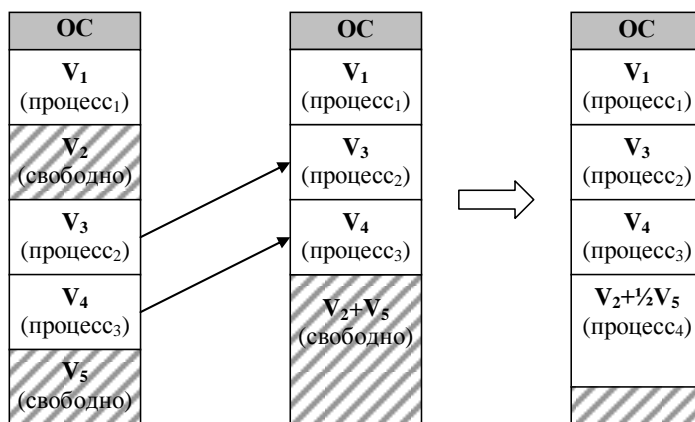 ОС
V₁
(процесс₁)
V₂
(свободно)
V₃
(процесс₂)
V₄
(процесс₃)
V₅
(свободно)
ОС
V₁
(процесс₁)
V₃
(процесс₂)
V₄
(процесс₃)
V₂+V₅
(свободно)
ОС
V₁
(процесс₁)
V₃
(процесс₂)
V₄
(процесс₃)
V₂+½V₅
(процесс₄)